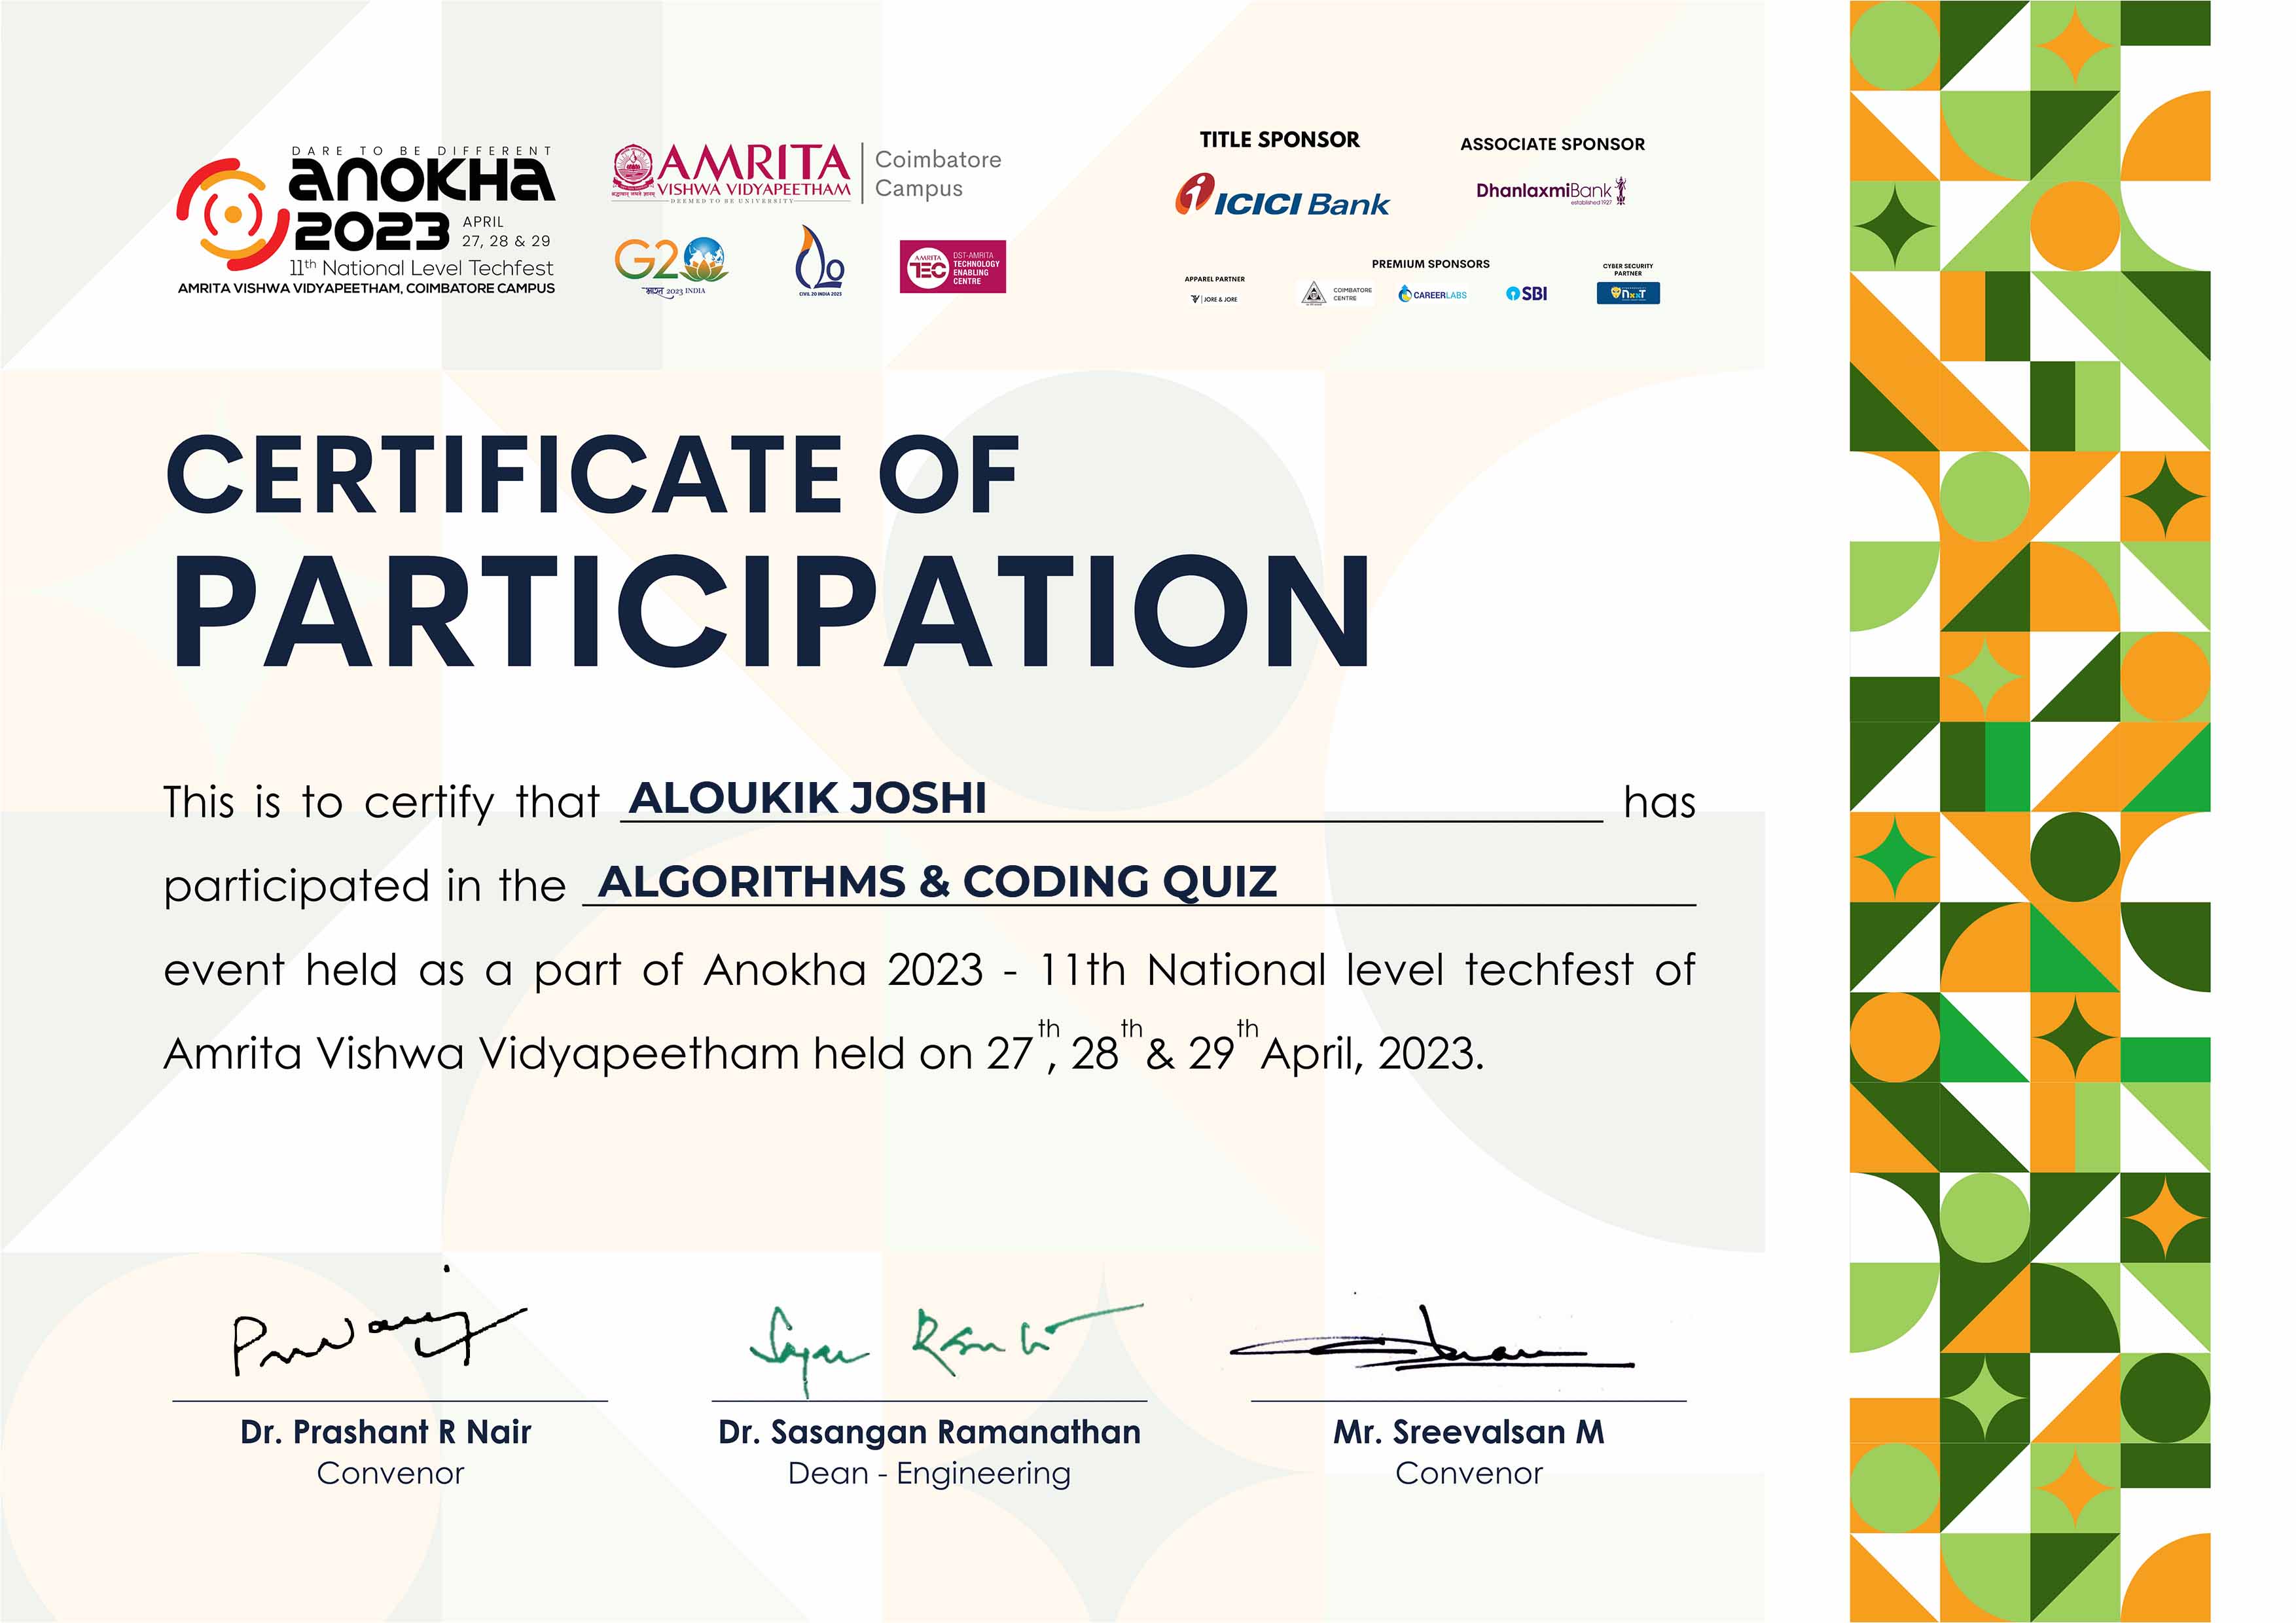 DARE TO BE DIFFERENT
anOKHa
2023
APRIL
27, 28 & 29
11th National Level Techfest
AMRITA VISHWA VIDYAPEETHAM, COIMBATORE CAMPUS
AMRITA
VISHWA VIDYAPEETHAM
DEEMED TO BE UNIVERSITY
Coimbatore
Campus
G20
भारत 2023 INDIA
CIVIL 20 INDIA 2023
AMRITA
TEC
DST-AMRITA
TECHNOLOGY
ENABLING
CENTRE
TITLE SPONSOR
ICICI Bank
ASSOCIATE SPONSOR
DhanlaxmiBank
established 1927
APPAREL PARTNER
JORE & JORE
PREMIUM SPONSORS
COIMBATORE
CENTRE
CAREERLABS
SBI
CYBER SECURITY
PARTNER
CERTIFICATE OF
PARTICIPATION
This is to certify that ALOUKIK JOSHI has
participated in the ALGORITHMS & CODING QUIZ
event held as a part of Anokha 2023 - 11th National level techfest of
Amrita Vishwa Vidyapeetham held on 27th, 28th & 29th April, 2023.
Dr. Prashant R Nair
Convenor
Dr. Sasangan Ramanathan
Dean - Engineering
Mr. Sreevalsan M
Convenor